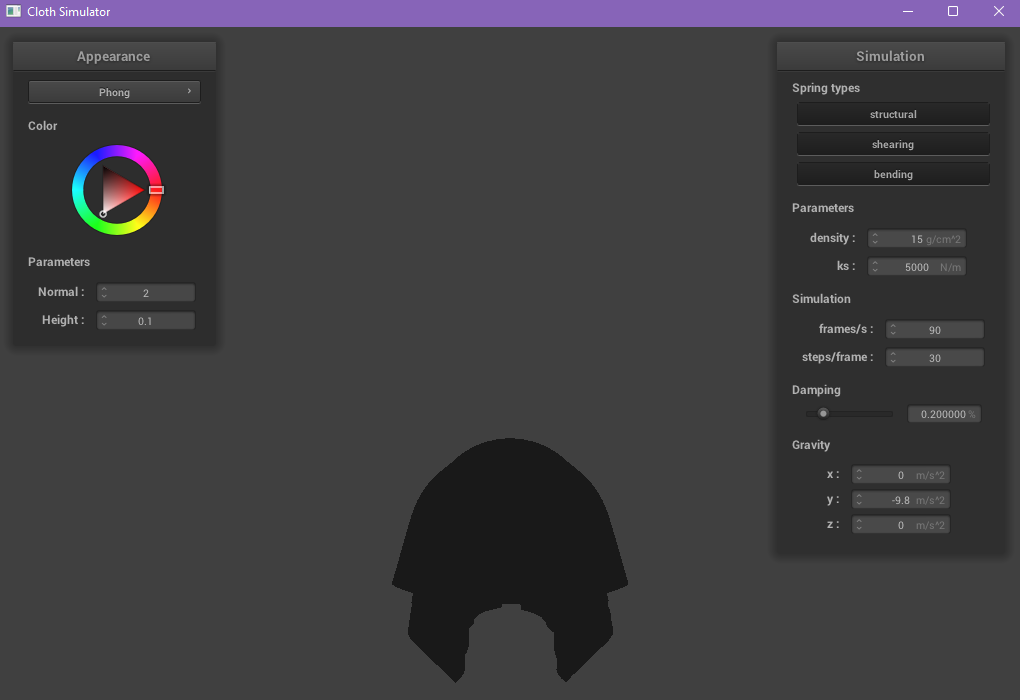 Cloth Simulator
Appearance
Phong
Color
Parameters
Normal : 2
Height : 0.1
Simulation
Spring types
structural
shearing
bending
Parameters
density : 15 g/cm^2
ks : 5000 N/m
Simulation
frames/s : 90
steps/frame : 30
Damping
0.200000 %
Gravity
x : 0 m/s^2
y : -9.8 m/s^2
z : 0 m/s^2